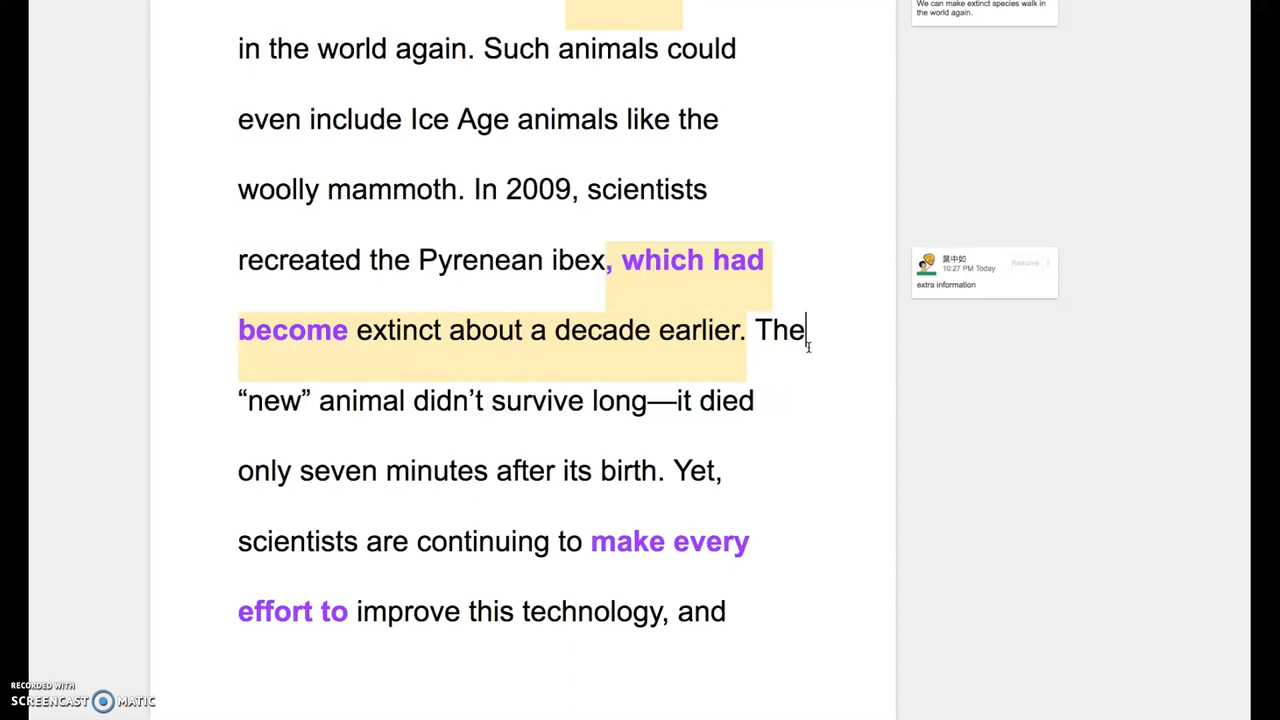 We can make extinct species walk in
the world again.
in the world again. Such animals could
even include Ice Age animals like the
woolly mammoth. In 2009, scientists
recreated the Pyrenean ibex, which had
become extinct about a decade earlier. The
“new” animal didn’t survive long—it died
only seven minutes after its birth. Yet,
scientists are continuing to make every
effort to improve this technology, and
葉中如
10:27 PM Today
Resolve
extra information
RECORDED WITH
SCREENCAST MATIC